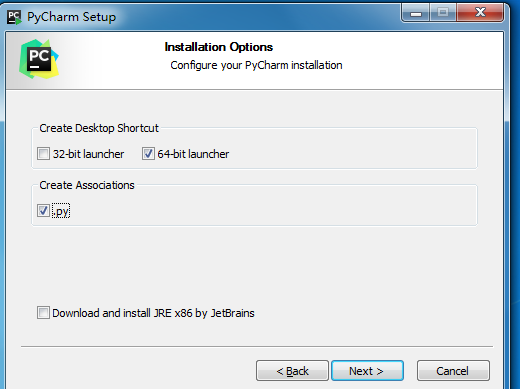 PC PyCharm Setup
PC
Installation Options
Configure your PyCharm installation
Create Desktop Shortcut
32-bit launcher 64-bit launcher
Create Associations
.py
Download and install JRE x86 by JetBrains
< Back Next > Cancel